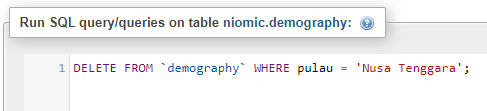 Run SQL query/queries on table niomic.demography:
1 DELETE FROM `demography` WHERE pulau = 'Nusa Tenggara';